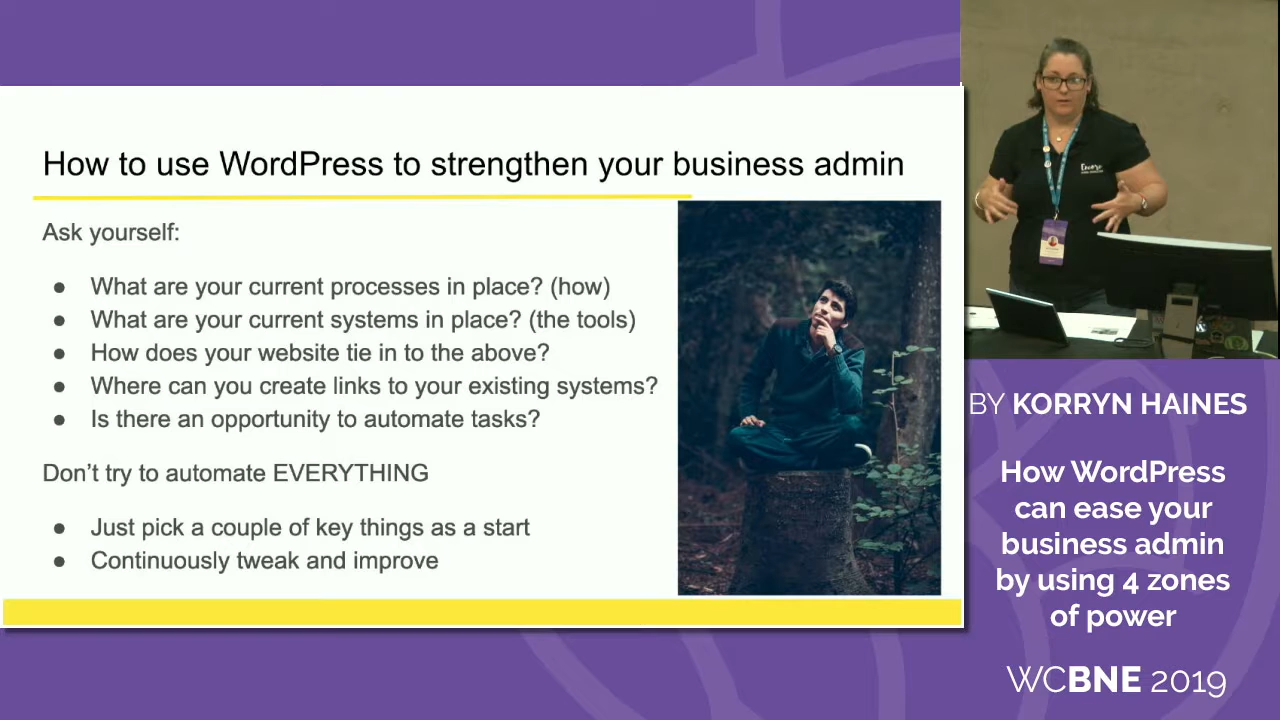 How to use WordPress to strengthen your business admin
Ask yourself:
● What are your current processes in place? (how)
● What are your current systems in place? (the tools)
● How does your website tie in to the above?
● Where can you create links to your existing systems?
● Is there an opportunity to automate tasks?
Don't try to automate EVERYTHING
● Just pick a couple of key things as a start
● Continuously tweak and improve
BY KORRYN HAINES
How WordPress
can ease your
business admin
by using 4 zones
of power
WCBNE 2019